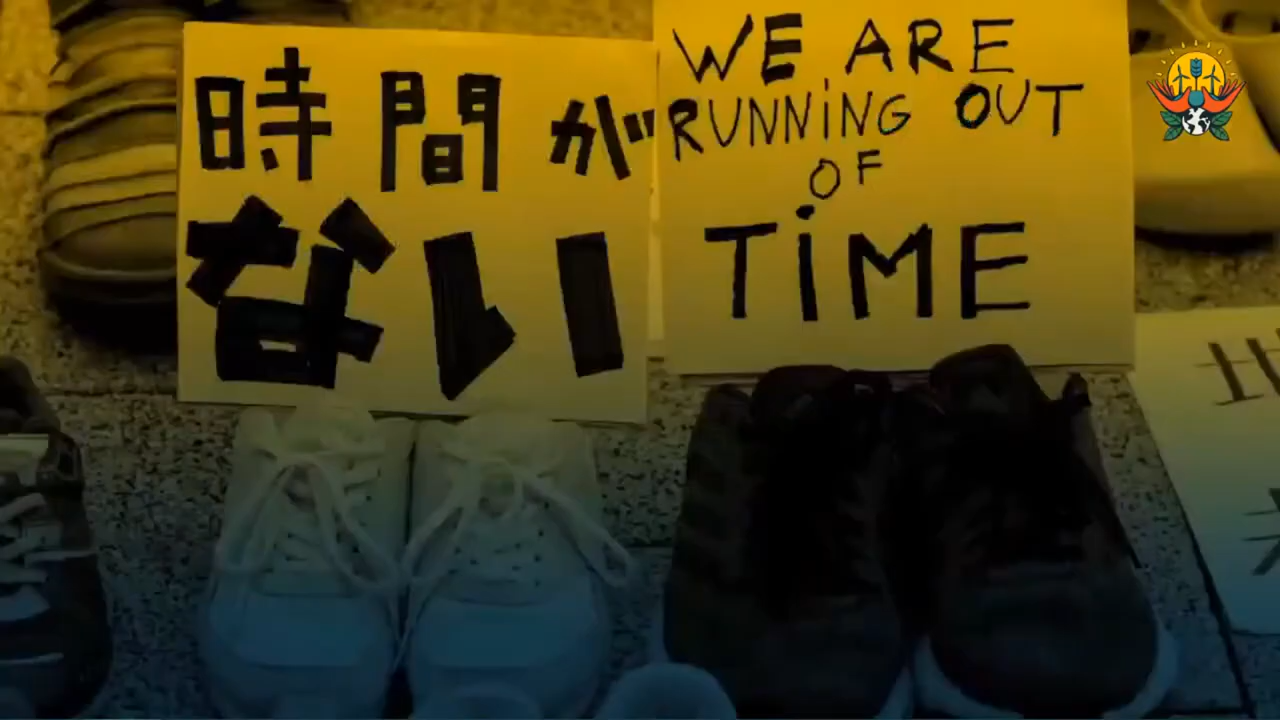 時間が
ない
WE ARE
RUNNING OUT
OF
TIME